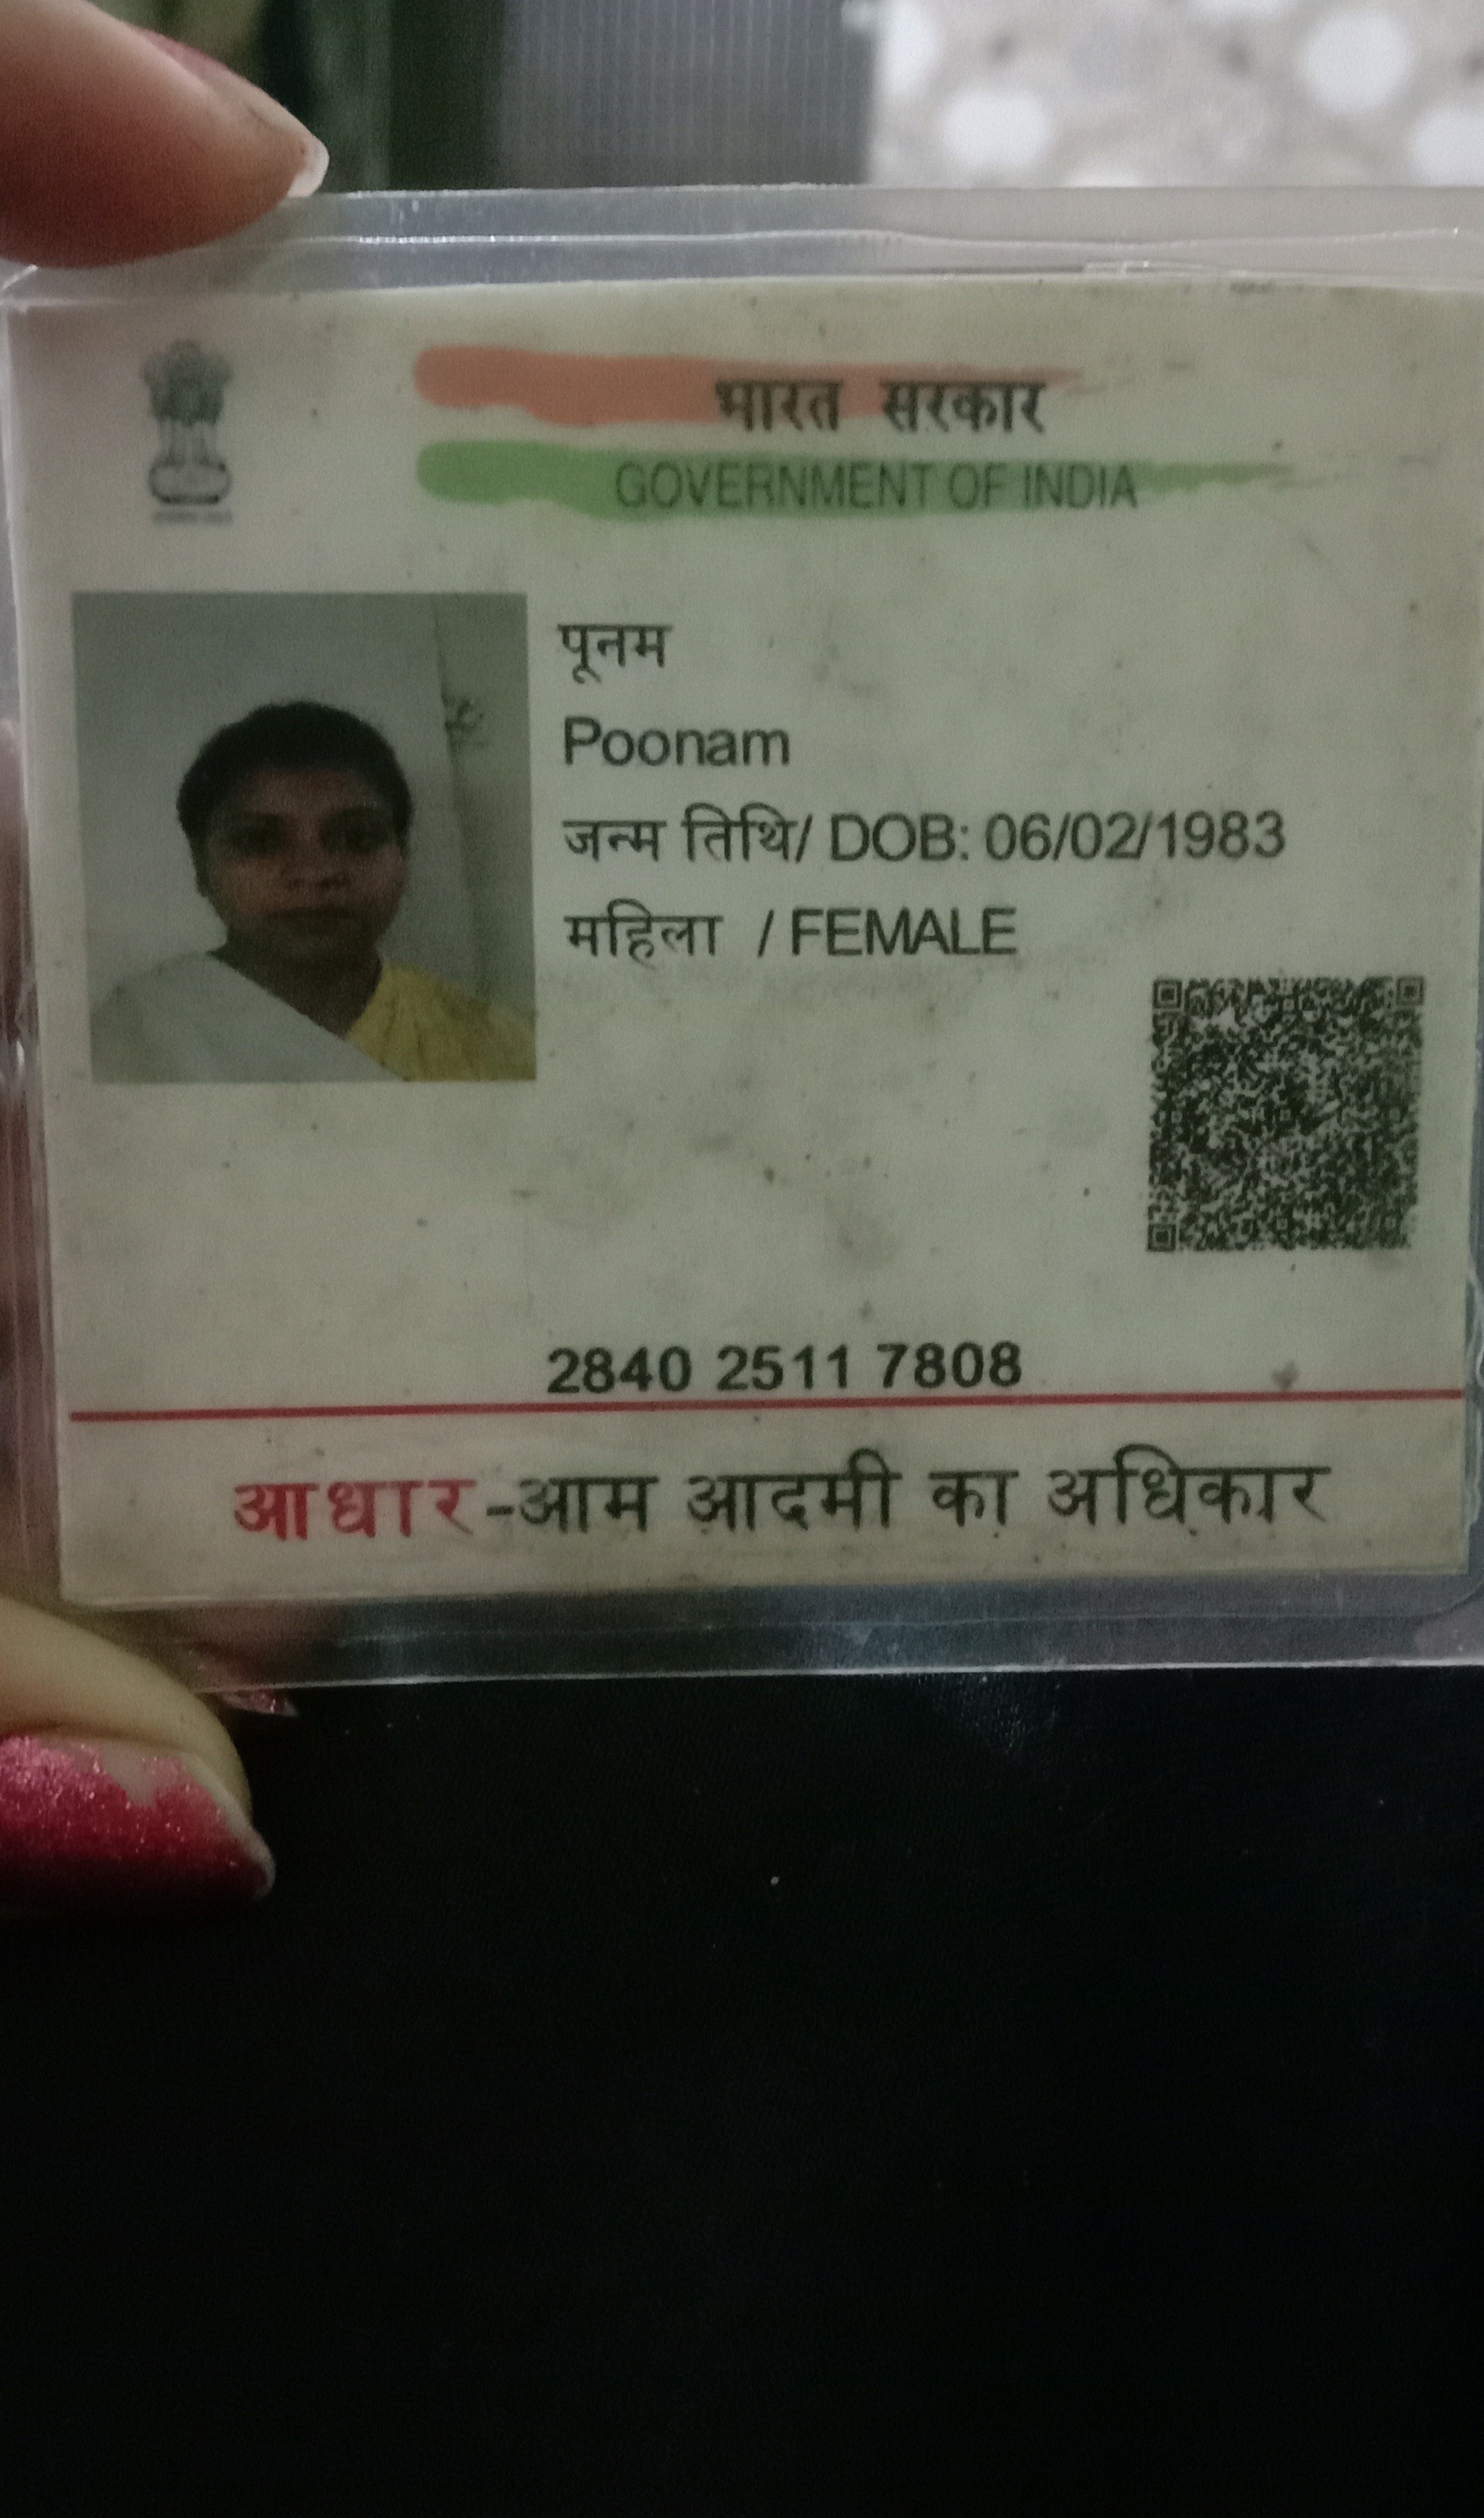 भारत सरकार
GOVERNMENT OF INDIA
पूनम
Poonam
जन्म तिथि/ DOB: 06/02/1983
महिला / FEMALE
2840 2511 7808
आधार-आम आदमी का अधिकार